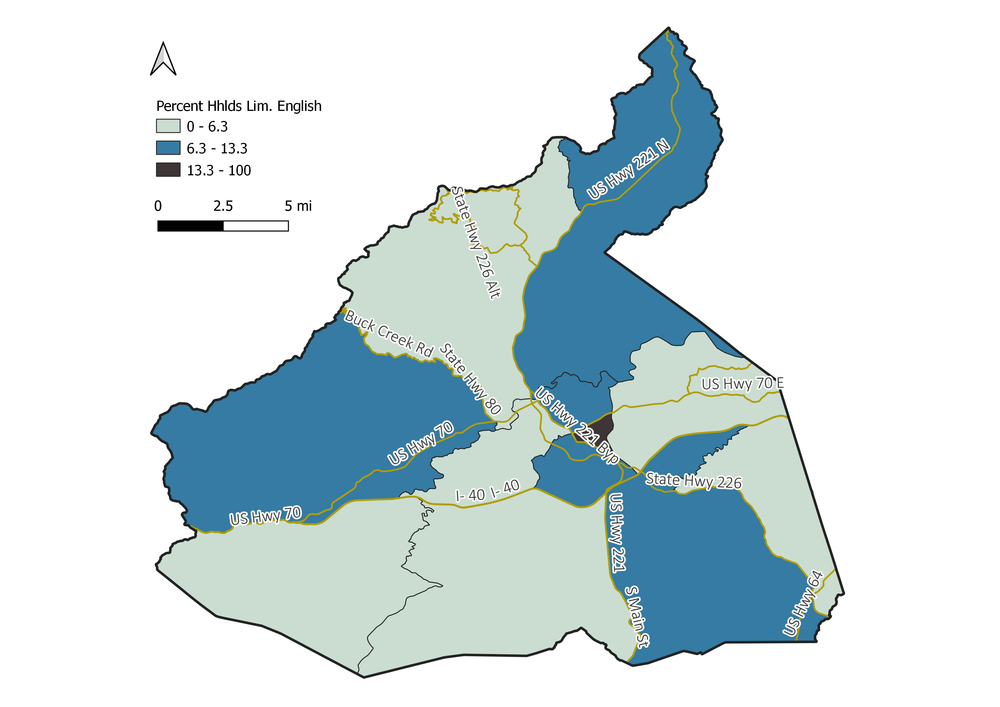 Percent Hhlds Lim. English
0 - 6.3
6.3 - 13.3
13.3 - 100
0 2.5 5 mi
US Hwy 221 N
State Hwy 226 Alt
Buck Creek Rd
State Hwy 80
US Hwy 70 E
US Hwy 221 Byp
US Hwy 70
State Hwy 226
I- 40 I- 40
US Hwy 70
US Hwy 221
US Hwy 64
S Main St